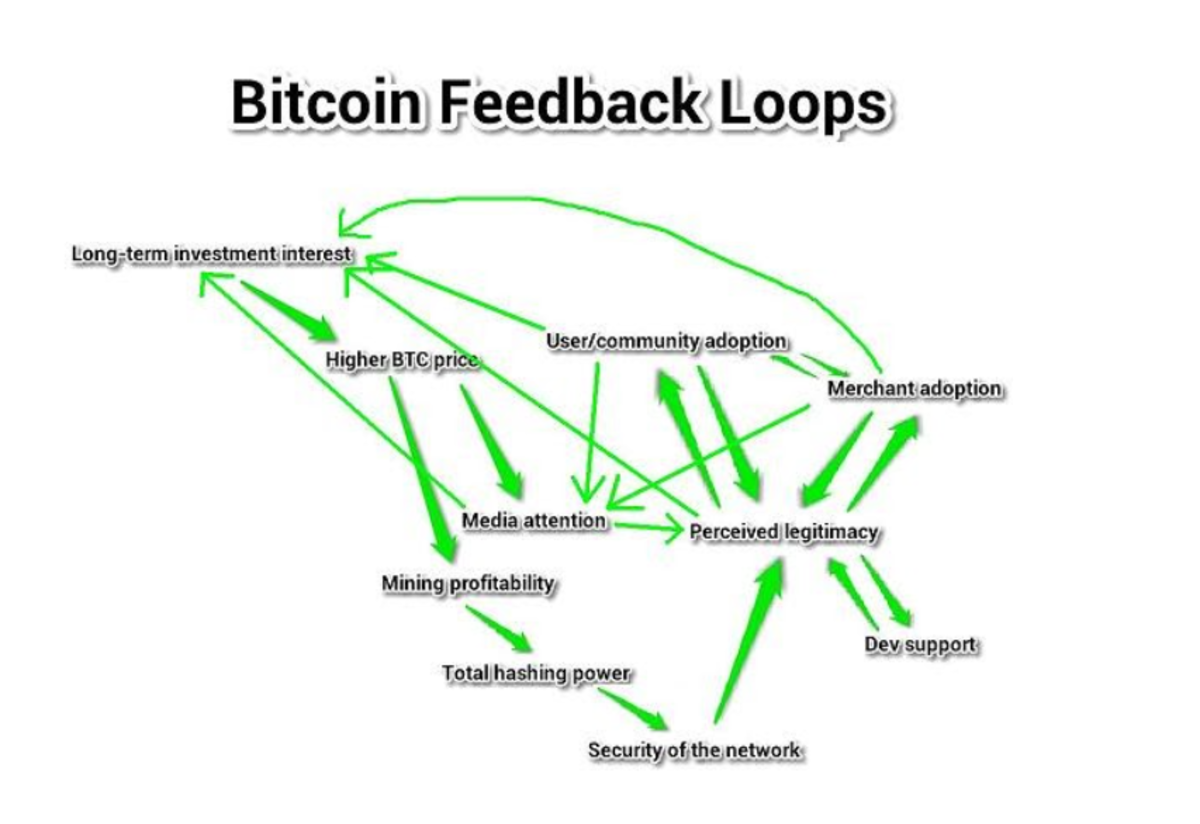 Bitcoin Feedback Loops
Long-term investment interest
User/community adoption
Higher BTC price
Merchant adoption
Media attention
Perceived legitimacy
Mining profitability
Dev support
Total hashing power
Security of the network